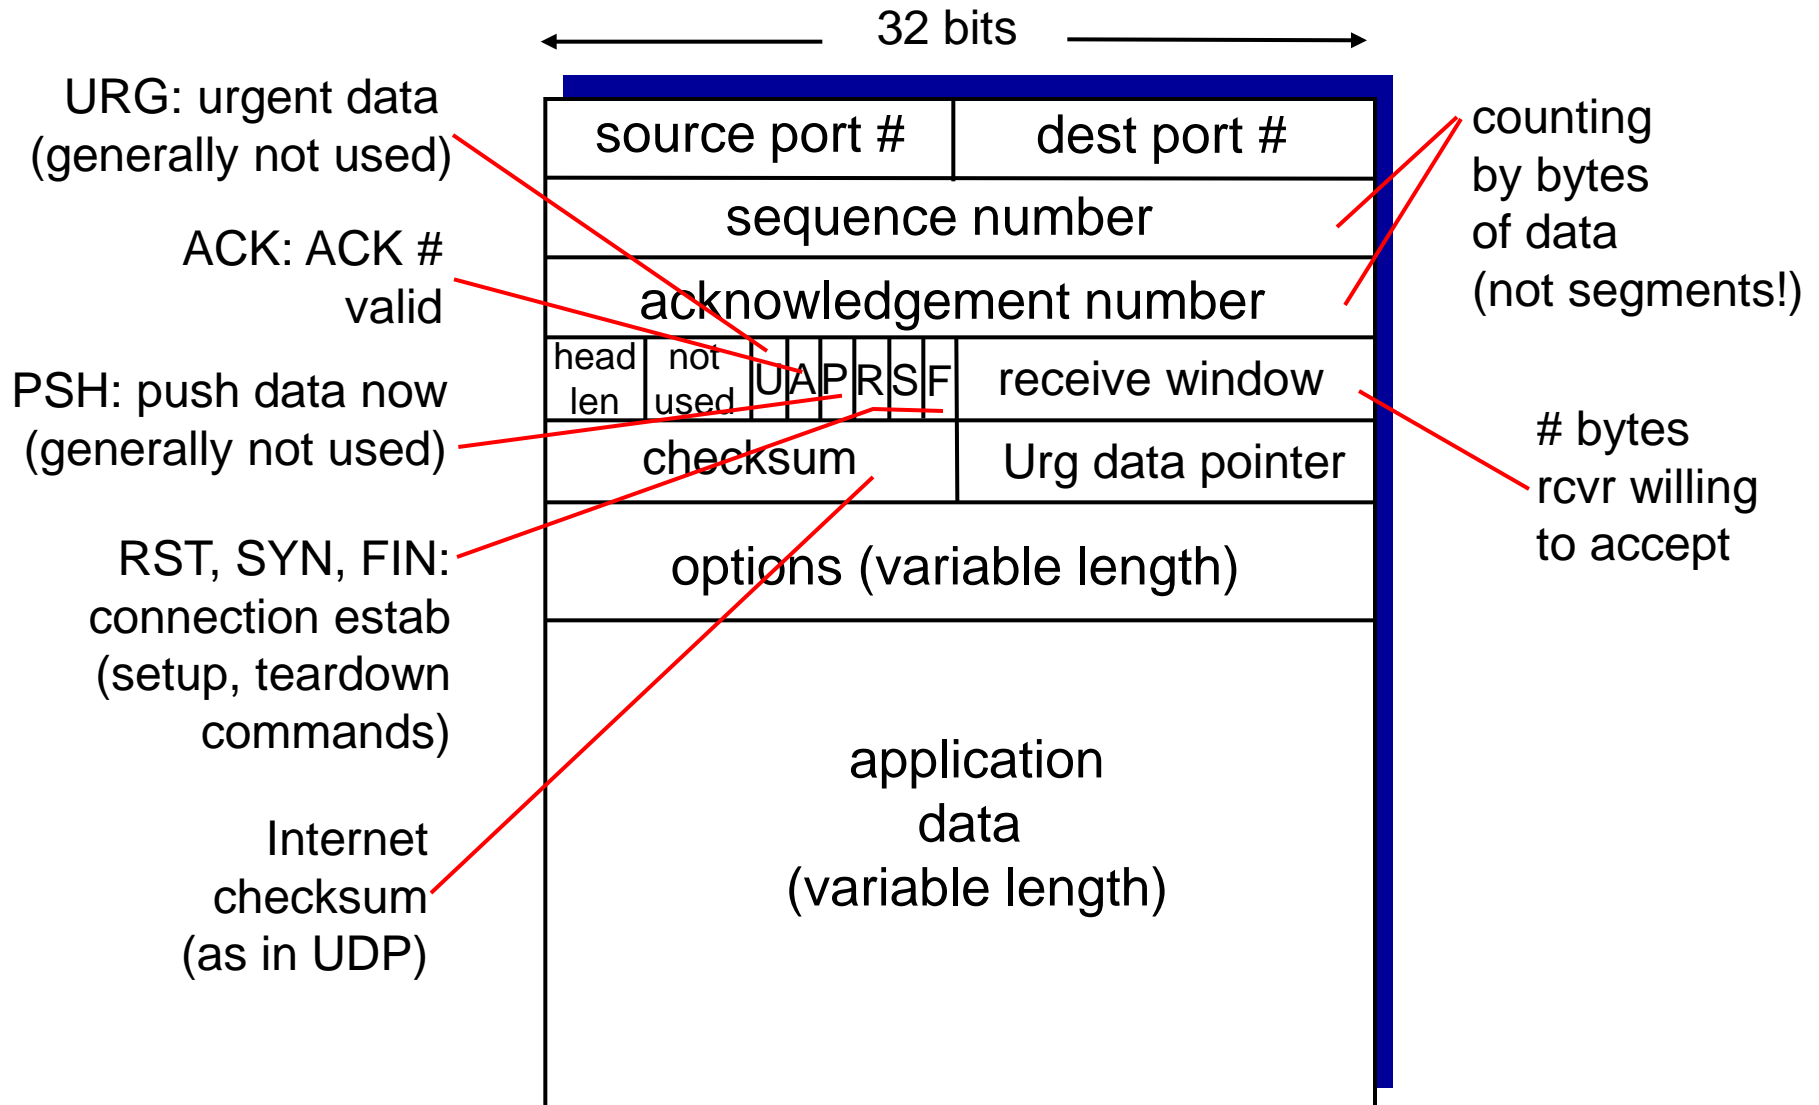 32 bits
URG: urgent data
(generally not used)
ACK: ACK #
valid
PSH: push data now
(generally not used)
RST, SYN, FIN:
connection estab
(setup, teardown
commands)
Internet
checksum
(as in UDP)
source port #
dest port #
sequence number
acknowledgement number
head
len
not
used
U
A
P
R
S
F
receive window
checksum
Urg data pointer
options (variable length)
application
data
(variable length)
counting
by bytes
of data
(not segments!)
# bytes
rcvr willing
to accept